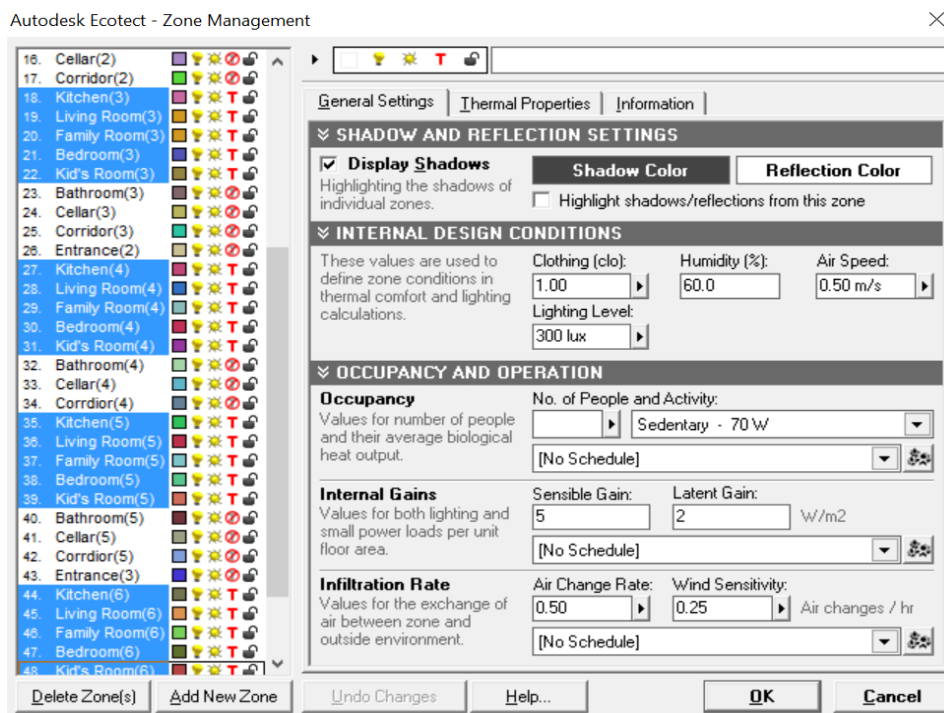 Autodesk Ecotect - Zone Management
16. Cellar(2)
17. Corridor(2)
18. Kitchen(3)
19. Living Room(3)
20. Family Room(3)
21. Bedroom(3)
22. Kid's Room(3)
23. Bathroom(3)
24. Cellar(3)
25. Corridor(3)
26. Entrance(2)
27. Kitchen(4)
28. Living Room(4)
29. Family Room(4)
30. Bedroom(4)
31. Kid's Room(4)
32. Bathroom(4)
33. Cellar(4)
34. Corrdior(4)
35. Kitchen(5)
36. Living Room(5)
37. Family Room(5)
38. Bedroom(5)
39. Kid's Room(5)
40. Bathroom(5)
41. Cellar(5)
42. Corrdior(5)
43. Entrance(3)
44. Kitchen(6)
45. Living Room(6)
46. Family Room(6)
47. Bedroom(6)
48. Kid's Room(6)
Delete Zone(s) Add New Zone
T
General Settings Thermal Properties Information
SHADOW AND REFLECTION SETTINGS
Display Shadows Shadow Color Reflection Color
Highlighting the shadows of
individual zones.
Highlight shadows/reflections from this zone
INTERNAL DESIGN CONDITIONS
These values are used to
define zone conditions in
thermal comfort and lighting
calculations.
Clothing (clo): Humidity (%): Air Speed:
1.00 60.0 0.50 m/s
Lighting Level:
300 lux
OCCUPANCY AND OPERATION
Occupancy
Values for number of people
and their average biological
heat output.
No. of People and Activity:
Sedentary - 70 W
[No Schedule]
Internal Gains
Values for both lighting and
small power loads per unit
floor area.
Sensible Gain: Latent Gain:
5 2 W/m2
[No Schedule]
Infiltration Rate
Values for the exchange of
air between zone and
outside environment.
Air Change Rate: Wind Sensitivity:
0.50 0.25 Air changes / hr
[No Schedule]
Undo Changes Help... OK Cancel